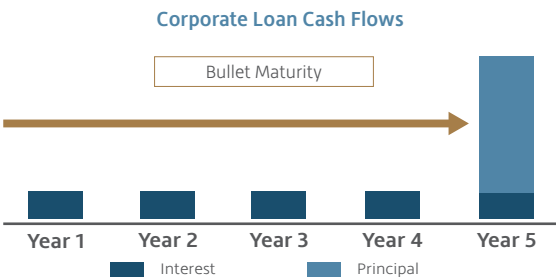 Corporate Loan Cash Flows
Bullet Maturity
Year 1 Year 2 Year 3 Year 4 Year 5
Interest Principal